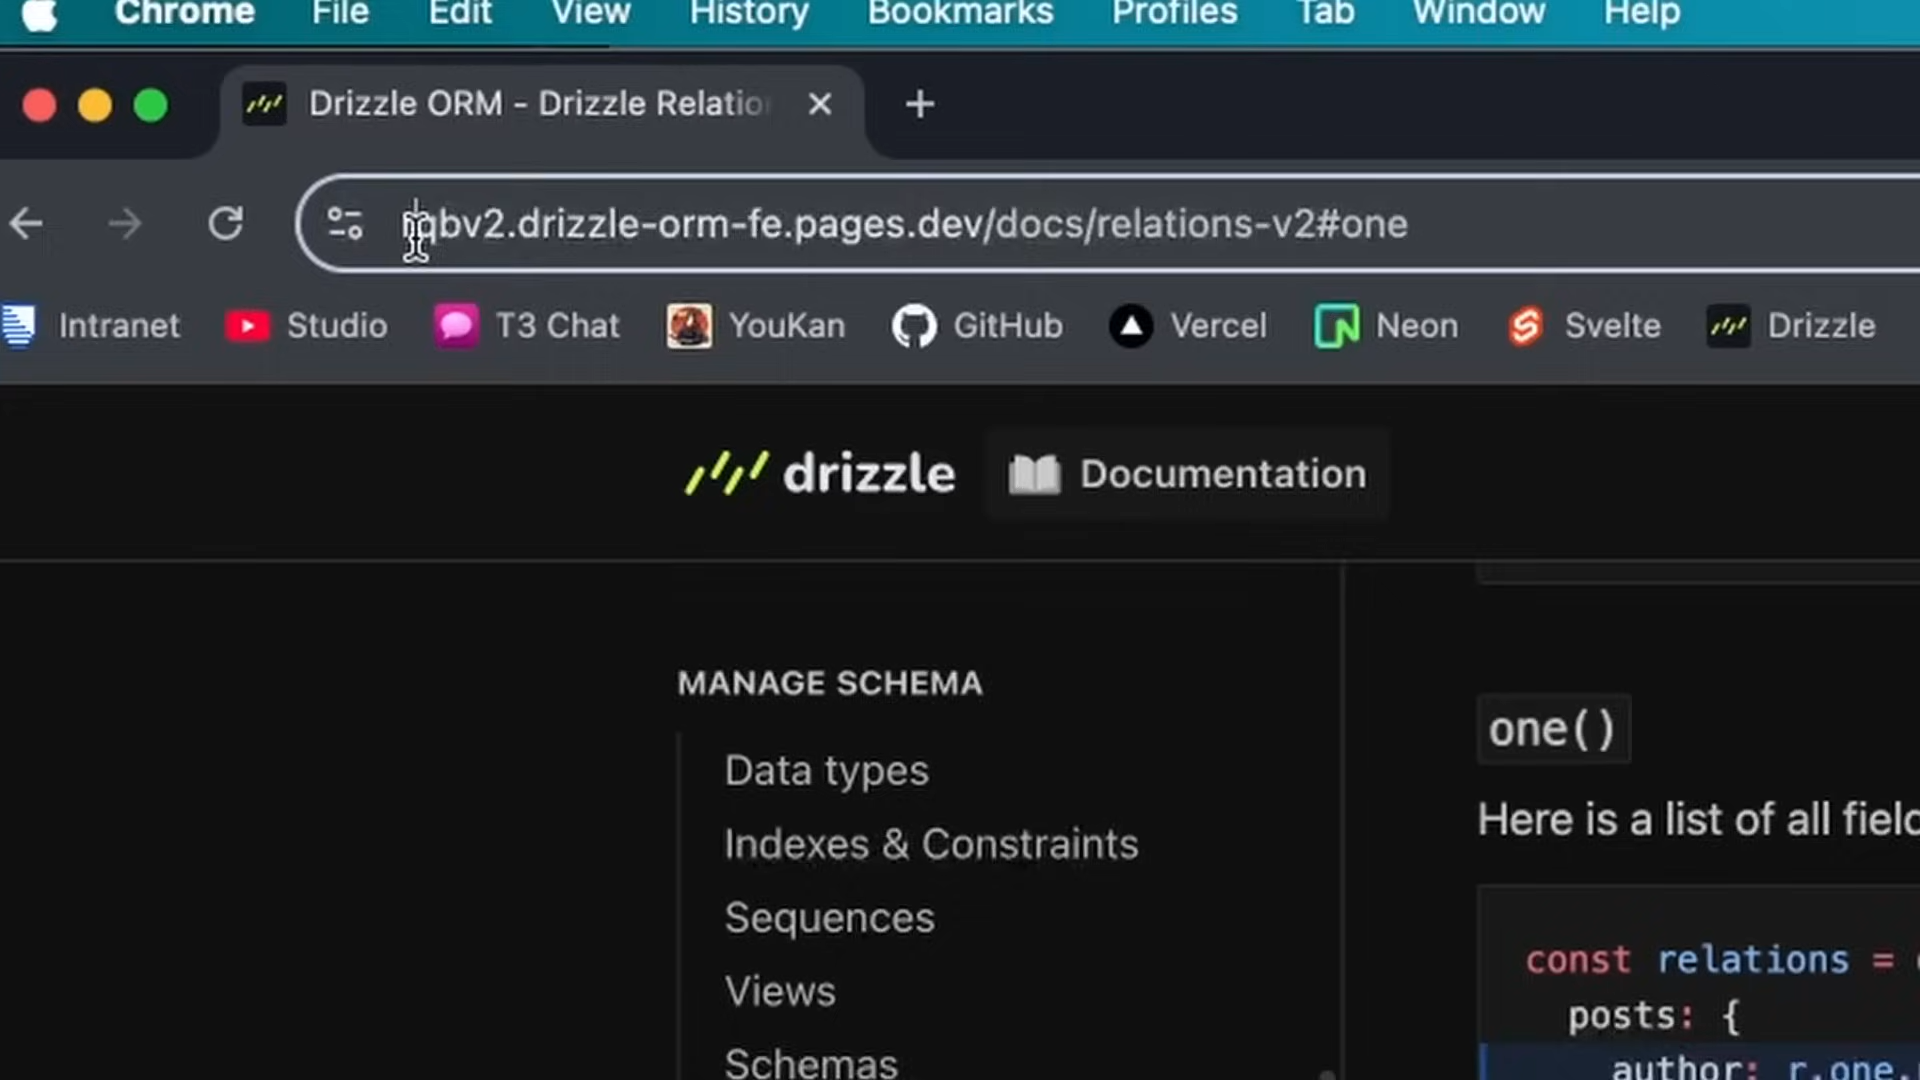 Chrome File Edit View History Bookmarks Profiles Tab Window Help
Drizzle ORM - Drizzle Relatio
rqbv2.drizzle-orm-fe.pages.dev/docs/relations-v2#one
Intranet Studio T3 Chat YouKan GitHub Vercel Neon Svelte Drizzle
drizzle Documentation
MANAGE SCHEMA
Data types
Indexes & Constraints
Sequences
Views
Schemas
one()
Here is a list of all field
const relations =
posts: {
author: r.one.